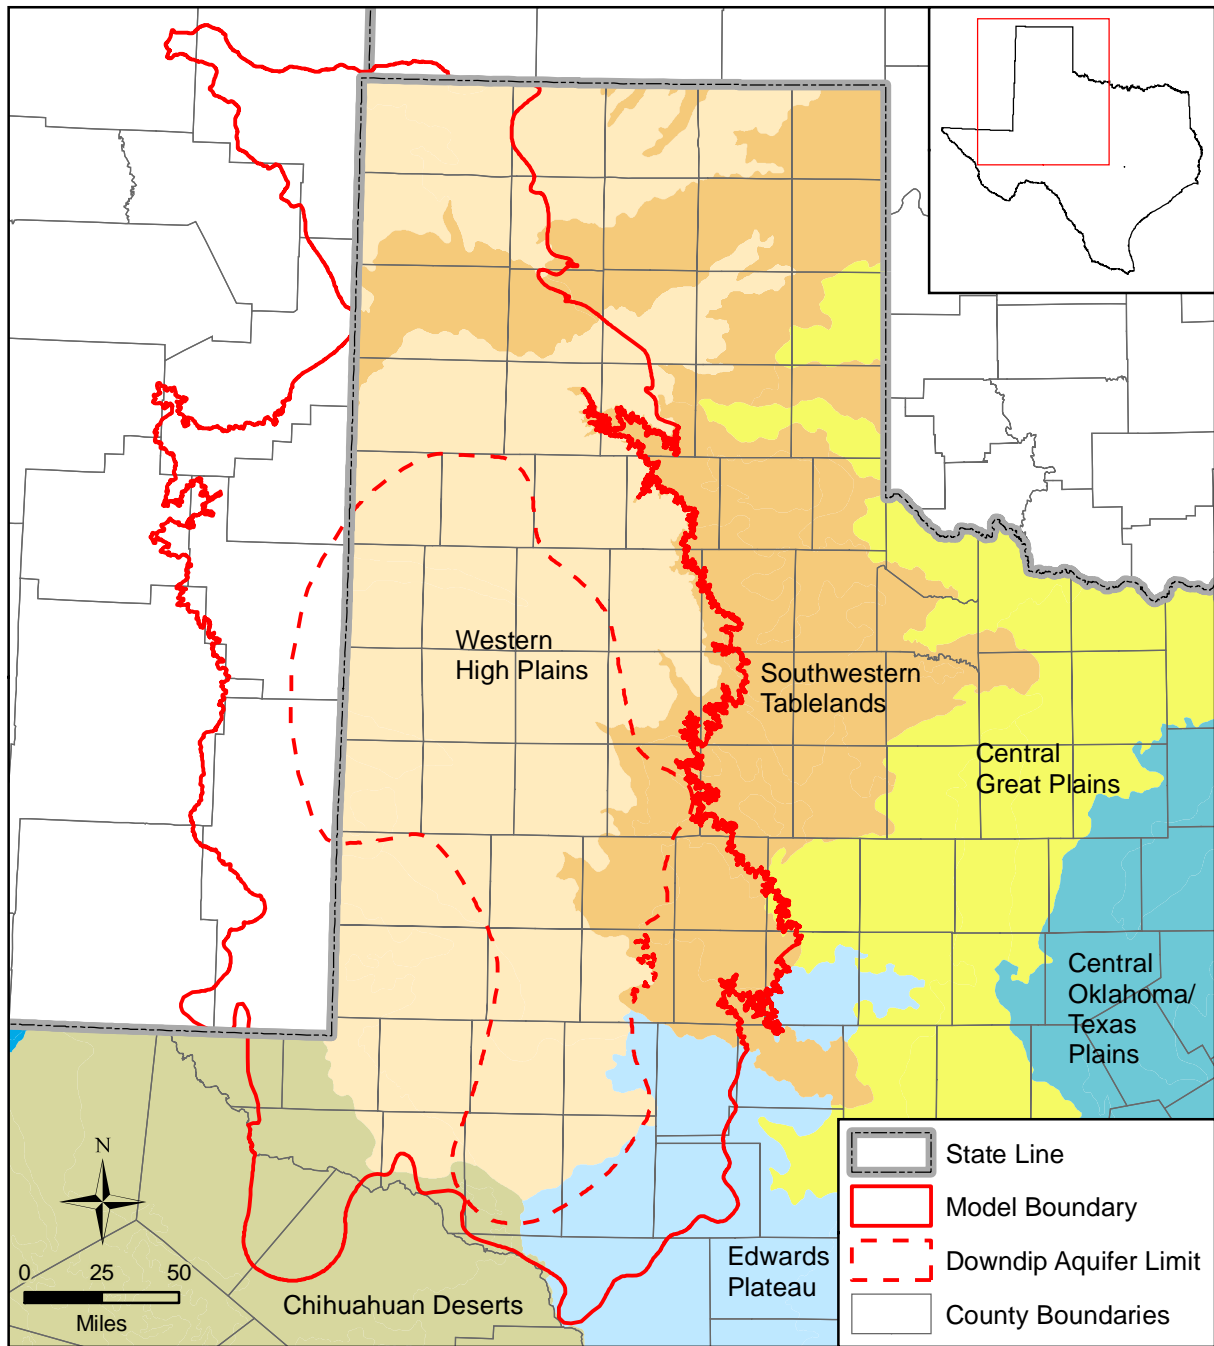 Western
High Plains
Southwestern
Tablelands
Central
Great Plains
Central
Oklahoma/
Texas
Plains
N
0 25 50
Miles
Chihuahuan Deserts
Edwards
Plateau
State Line
Model Boundary
Downdip Aquifer Limit
County Boundaries